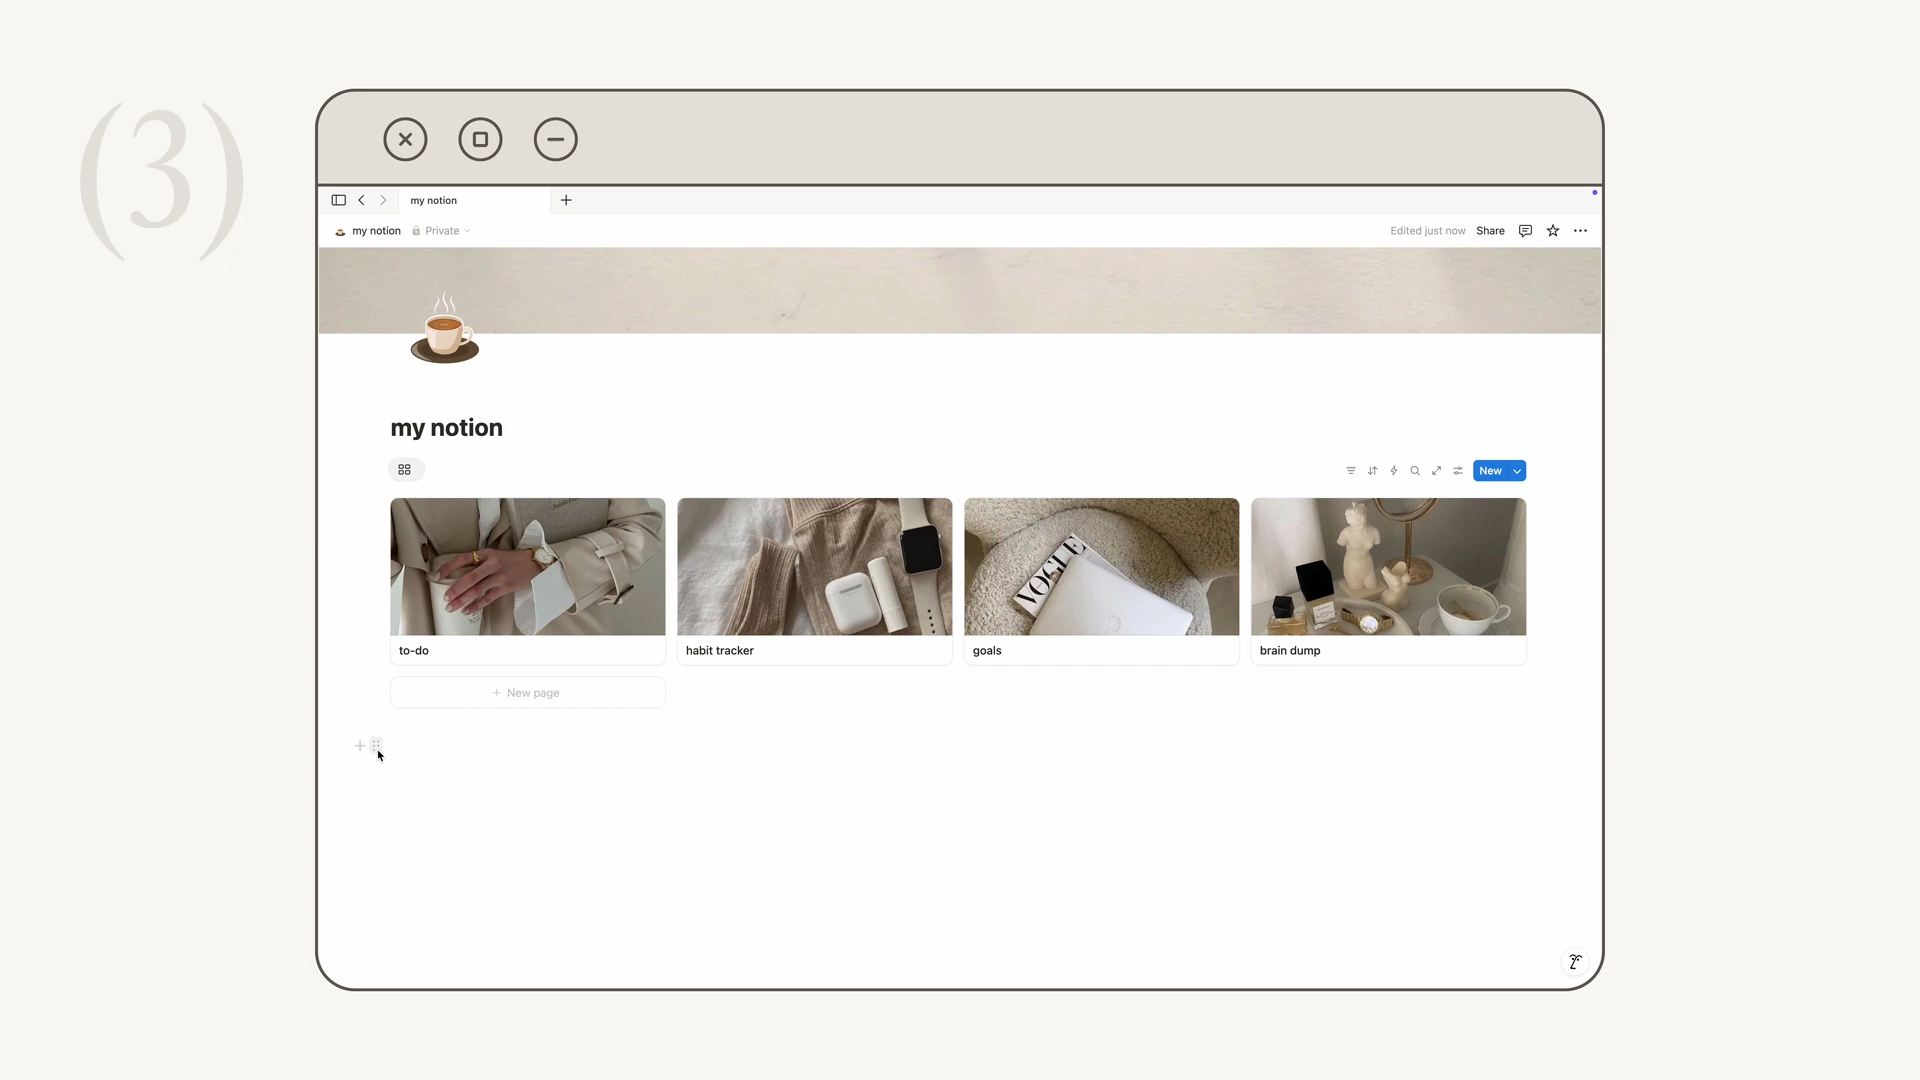 (3)
my notion
my notion Private
Edited just now Share
my notion
New
VOGUE
to-do
habit tracker
goals
brain dump
+ New page